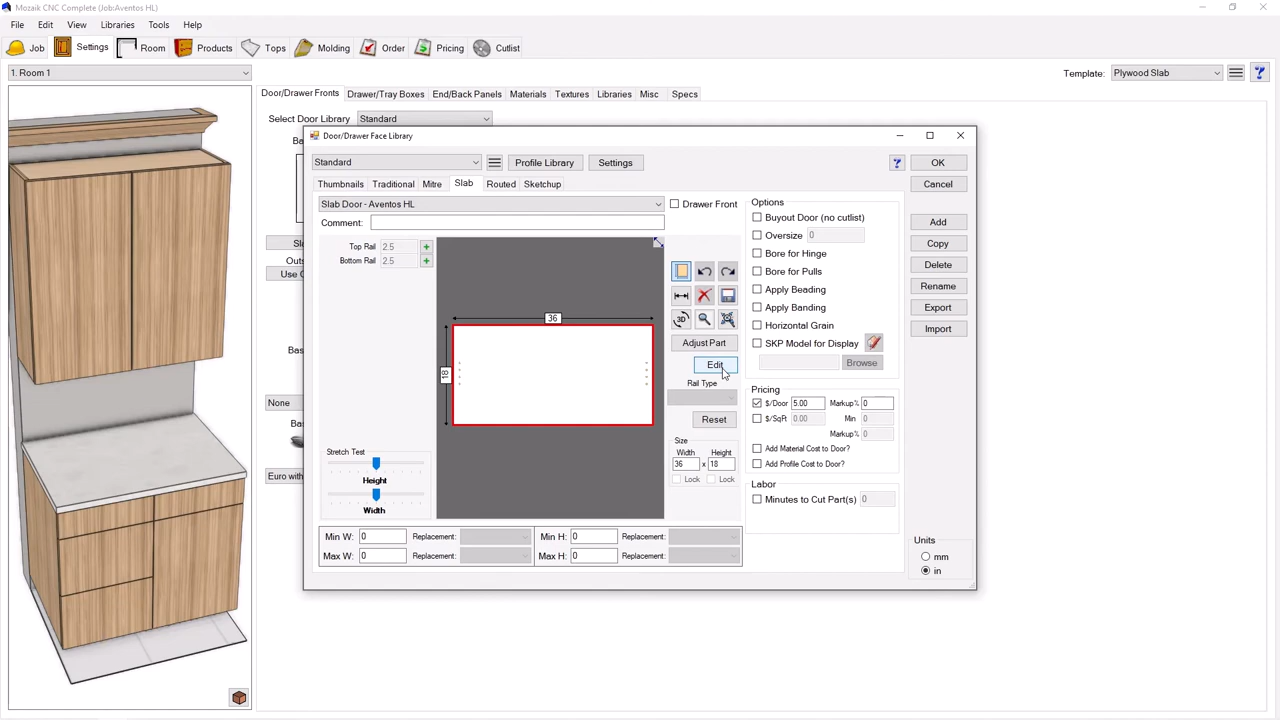 Mozaik CNC Complete (Job:Aventos HL)
File Edit View Libraries Tools Help
Job Settings Room Products Tops Molding Order Pricing Cutlist
1. Room 1
Template: Plywood Slab
Door/Drawer Fronts Drawer/Tray Boxes End/Back Panels Materials Textures Libraries Misc Specs
Select Door Library Standard
Door/Drawer Face Library
Standard Profile Library Settings OK
Cancel
Thumbnails Traditional Mitre Slab Routed Sketchup
Slab Door - Aventos HL Drawer Front
Comment:
Top Rail 2.5
Bottom Rail 2.5
36
18
3D
Adjust Part
Edit
Rail Type
Reset
Size
Width Height
36 x 18
Lock Lock
Stretch Test
Height
Width
Min W: 0 Replacement: Min H: 0 Replacement:
Max W: 0 Replacement: Max H: 0 Replacement:
Options
Buyout Door (no cutlist)
Oversize 0
Bore for Hinge
Bore for Pulls
Apply Beading
Apply Banding
Horizontal Grain
SKP Model for Display
Browse
Pricing
$/Door 5.00 Markup% 0
$/SqFt 0.00 Min 0
Markup% 0
Add Material Cost to Door?
Add Profile Cost to Door?
Labor
Minutes to Cut Part(s) 0
Add
Copy
Delete
Rename
Export
Import
Units
mm
in
Ba
Sla
Outs
Use C
Bas
None
Bas
Euro with